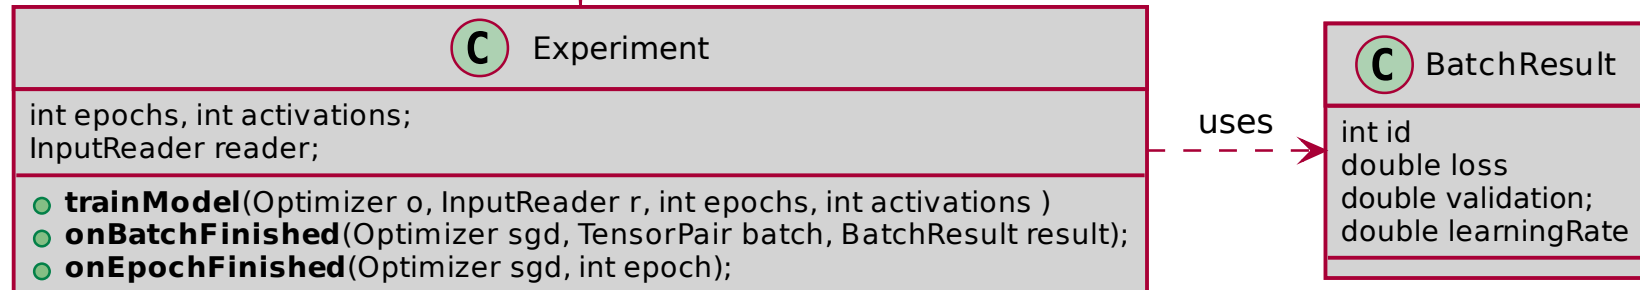 C Experiment
int epochs, int activations;
InputReader reader;
trainModel(Optimizer o, InputReader r, int epochs, int activations )
onBatchFinished(Optimizer sgd, TensorPair batch, BatchResult result);
onEpochFinished(Optimizer sgd, int epoch);
uses
C BatchResult
int id
double loss
double validation;
double learningRate